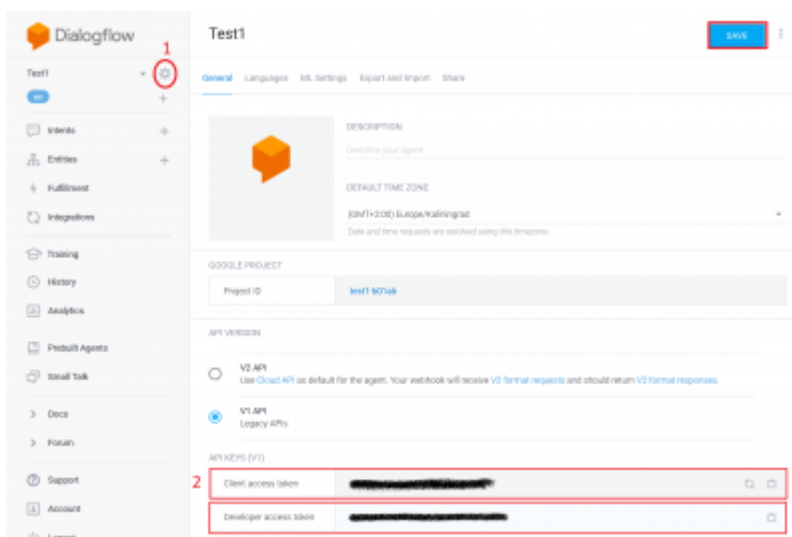 Dialogflow
1
Test1
en
Intents
Entities
Fulfillment
Integrations
Training
History
Analytics
Prebuilt Agents
Small Talk
Docs
Forum
Support
Account
Logout
Test1
SAVE
General Languages ML Settings Export and Import Share
DESCRIPTION
Describe your agent
DEFAULT TIME ZONE
(GMT+2:00) Europe/Kaliningrad
Date and time requests are resolved using this timezone.
GOOGLE PROJECT
Project ID test1-b01ab
API VERSION
V2 API
Use Cloud API as default for the agent. Your webhook will receive V2 format requests and should return V2 format responses.
V1 API
Legacy APIs
API KEYS (V1)
2
Client access token
Developer access token